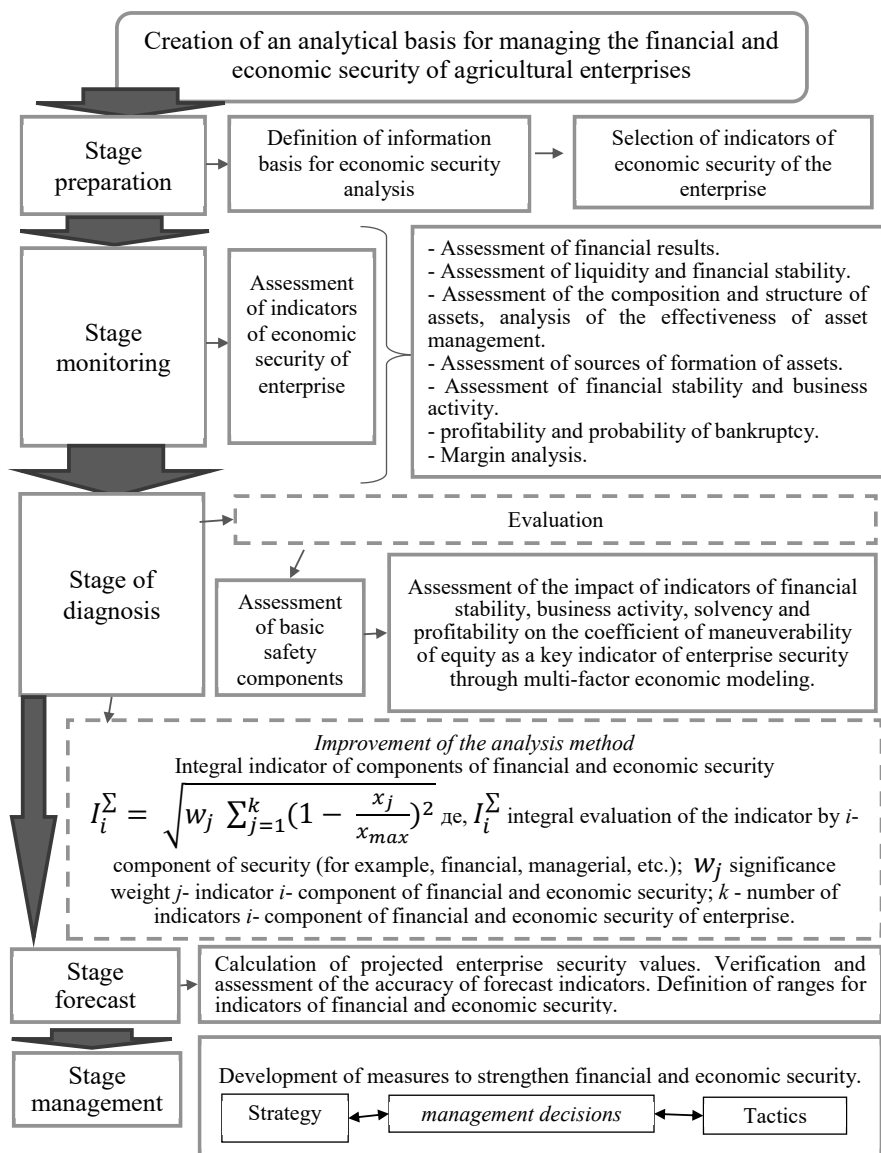 Creation of an analytical basis for managing the financial and
economic security of agricultural enterprises
Stage
preparation
Definition of information
basis for economic security
analysis
Selection of indicators of
economic security of the
enterprise
Stage
monitoring
Assessment
of indicators
of economic
security of
enterprise
- Assessment of financial results.
- Assessment of liquidity and financial stability.
- Assessment of the composition and structure of
assets, analysis of the effectiveness of asset
management.
- Assessment of sources of formation of assets.
- Assessment of financial stability and business
activity.
- profitability and probability of bankruptcy.
- Margin analysis.
Stage of
diagnosis
Evaluation
Assessment
of basic
safety
components
Assessment of the impact of indicators of financial
stability, business activity, solvency and
profitability on the coefficient of maneuverability
of equity as a key indicator of enterprise security
through multi-factor economic modeling.
Improvement of the analysis method
Integral indicator of components of financial and economic security
I_i^Σ = √(w_j ∑_{j=1}^{k}(1 − x_j/x_max)^2) де, I_i^Σ integral evaluation of the indicator by i-
component of security (for example, financial, managerial, etc.); w_j significance
weight j- indicator i- component of financial and economic security; k - number of
indicators i- component of financial and economic security of enterprise.
Stage
forecast
Calculation of projected enterprise security values. Verification and
assessment of the accuracy of forecast indicators. Definition of ranges for
indicators of financial and economic security.
Stage
management
Development of measures to strengthen financial and economic security.
Strategy
management decisions
Tactics